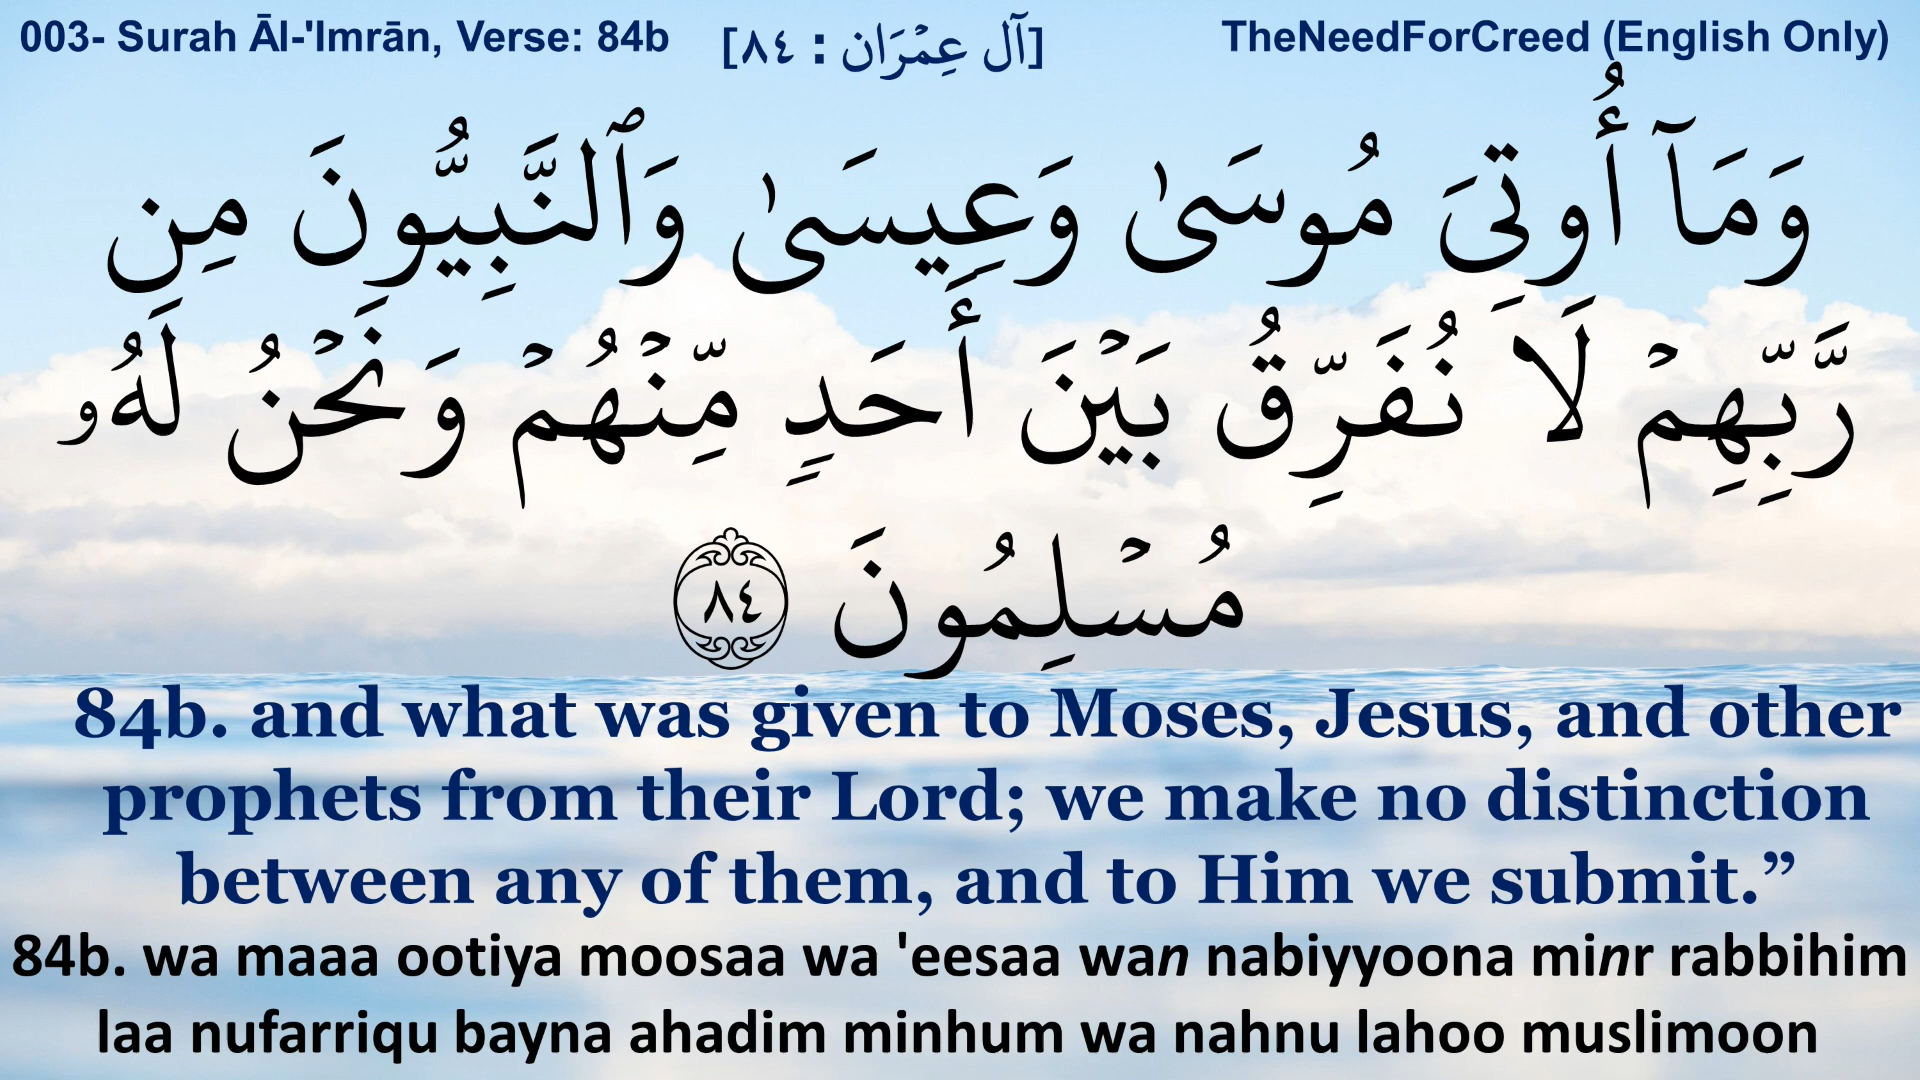 003- Surah Āl-'Imrān, Verse: 84b [آل عِمۡرَان : ٨٤] TheNeedForCreed (English Only)
وَمَآ أُوتِيَ مُوسَىٰ وَعِيسَىٰ وَٱلنَّبِيُّونَ مِن
رَّبِّهِمۡ لَا نُفَرِّقُ بَيۡنَ أَحَدٖ مِّنۡهُمۡ وَنَحۡنُ لَهُۥ
مُسۡلِمُونَ ٨٤
84b. and what was given to Moses, Jesus, and other
prophets from their Lord; we make no distinction
between any of them, and to Him we submit.”
84b. wa maaa ootiya moosaa wa 'eesaa wan nabiyyoona minr rabbihim
laa nufarriqu bayna ahadim minhum wa nahnu lahoo muslimoon